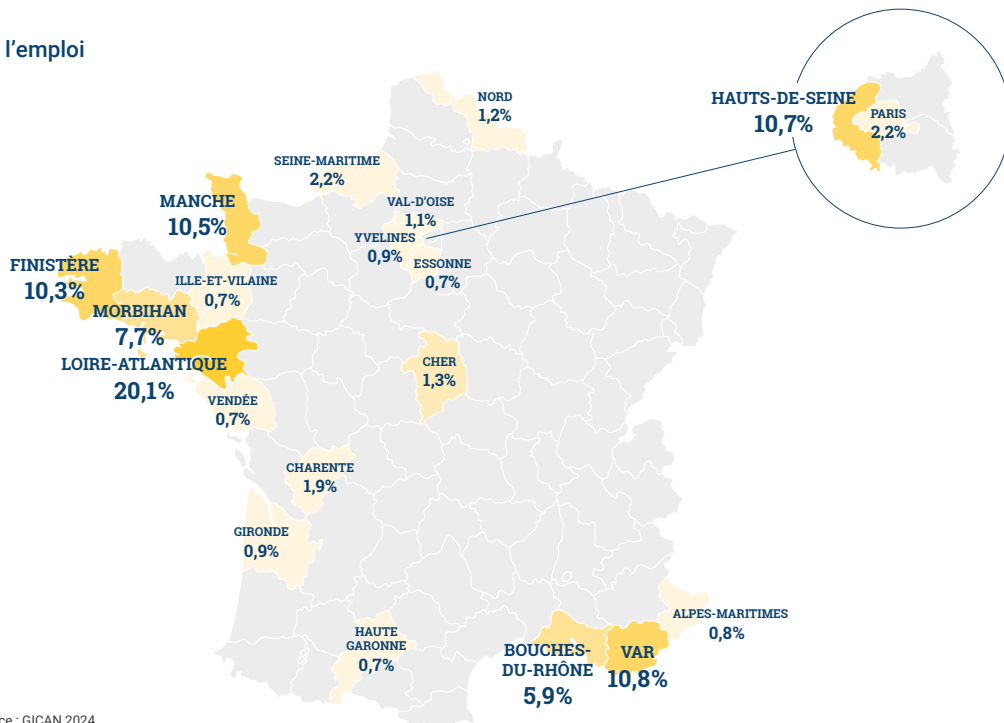 l'emploi
NORD
1,2%
HAUTS-DE-SEINE
10,7%
PARIS
2,2%
SEINE-MARITIME
2,2%
MANCHE
10,5%
VAL-D'OISE
1,1%
YVELINES
0,9%
ESSONNE
0,7%
FINISTÈRE
10,3%
ILLE-ET-VILAINE
0,7%
MORBIHAN
7,7%
LOIRE-ATLANTIQUE
20,1%
CHER
1,3%
VENDÉE
0,7%
CHARENTE
1,9%
GIRONDE
0,9%
ALPES-MARITIMES
0,8%
HAUTE
GARONNE
0,7%
BOUCHES-
DU-RHÔNE
5,9%
VAR
10,8%
: GICAN 2024